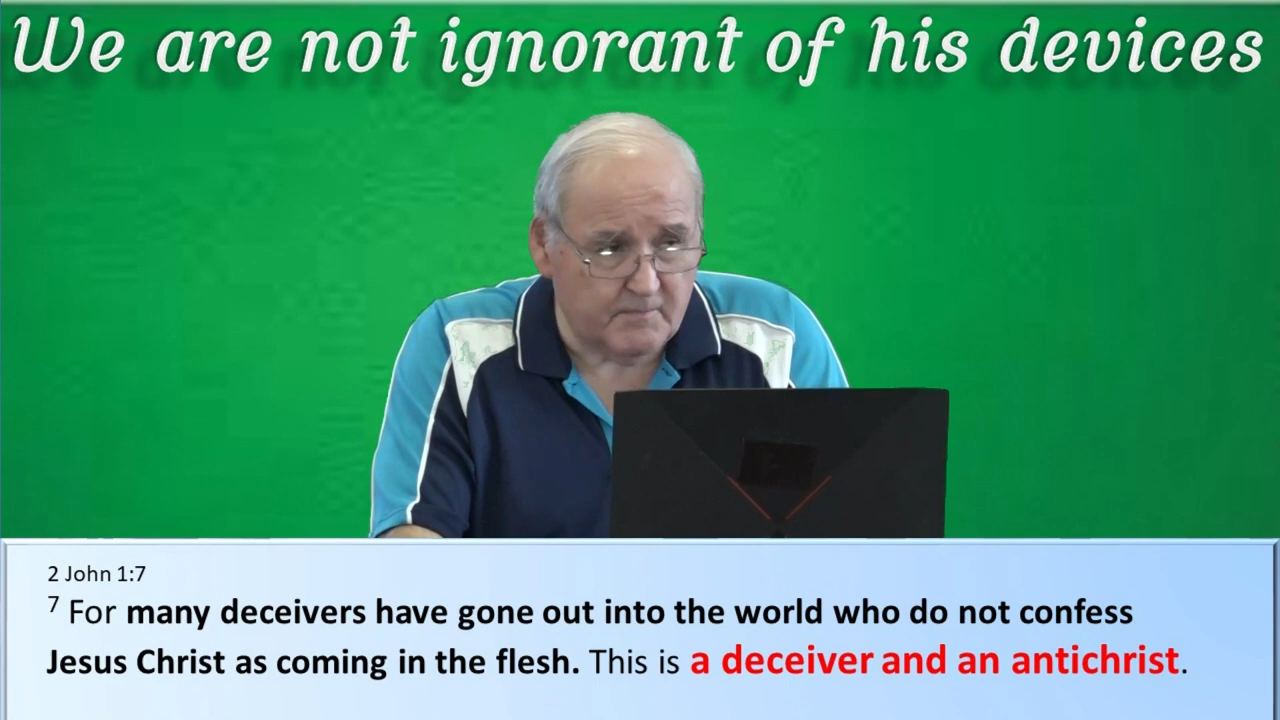 We are not ignorant of his devices
2 John 1:7
7 For many deceivers have gone out into the world who do not confess
Jesus Christ as coming in the flesh. This is a deceiver and an antichrist.